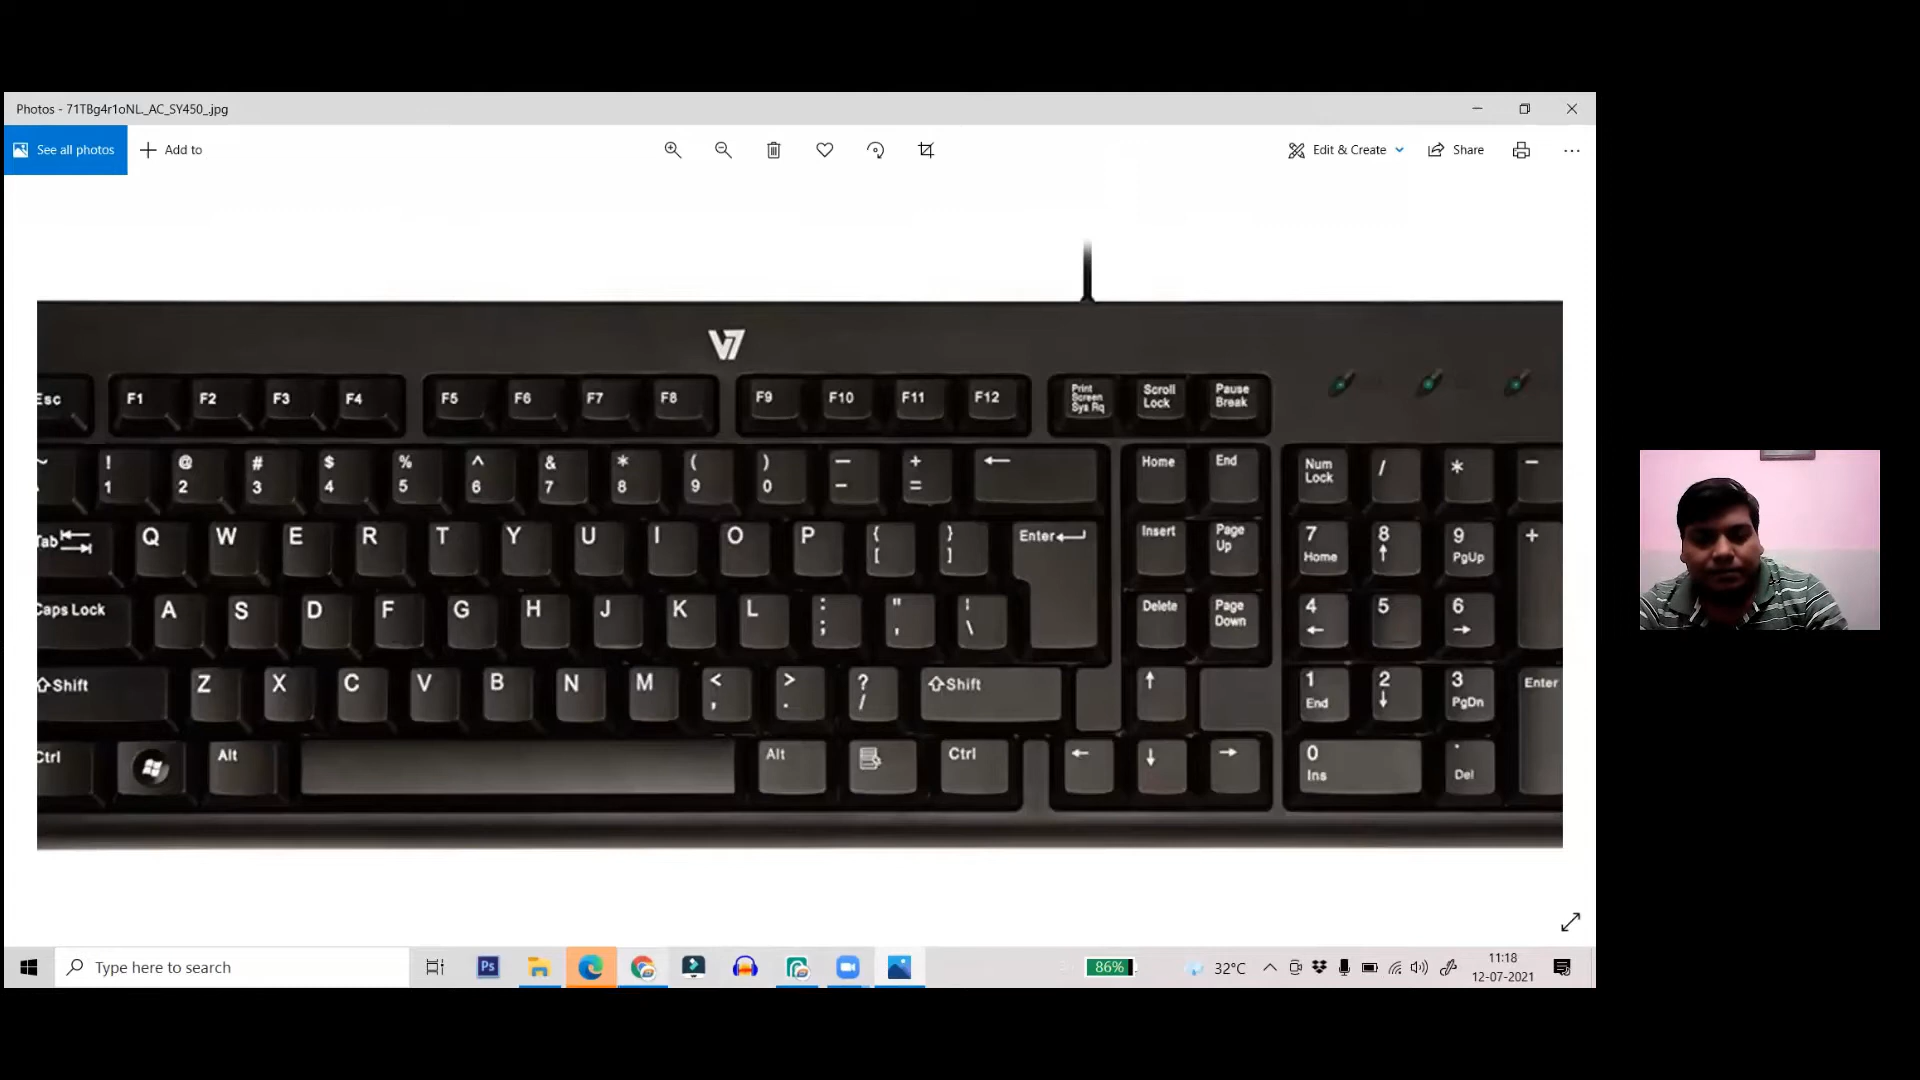 Photos - 71TBg4r1oNL._AC_SY450_.jpg
See all photos
Add to
Edit & Create
Share
V7
Esc F1 F2 F3 F4 F5 F6 F7 F8 F9 F10 F11 F12 Print Screen Sys Rq Scroll Lock Pause Break
~ ! @ # $ % ^ & * ( ) — + ← Home End Num Lock / * −
` 1 2 3 4 5 6 7 8 9 0 - =
Tab Q W E R T Y U I O P { [ } ] Enter Insert Page Up 7 Home 8 ↑ 9 PgUp +
Caps Lock A S D F G H J K L : ; " ' ¦ \ Delete Page Down 4 ← 5 6 →
Shift Z X C V B N M < , > . ? / Shift ↑ 1 End 2 ↓ 3 PgDn Enter
Ctrl Alt Alt Ctrl ← ↓ → 0 Ins . Del
Type here to search
Ps
86%
32°C
11:18
12-07-2021